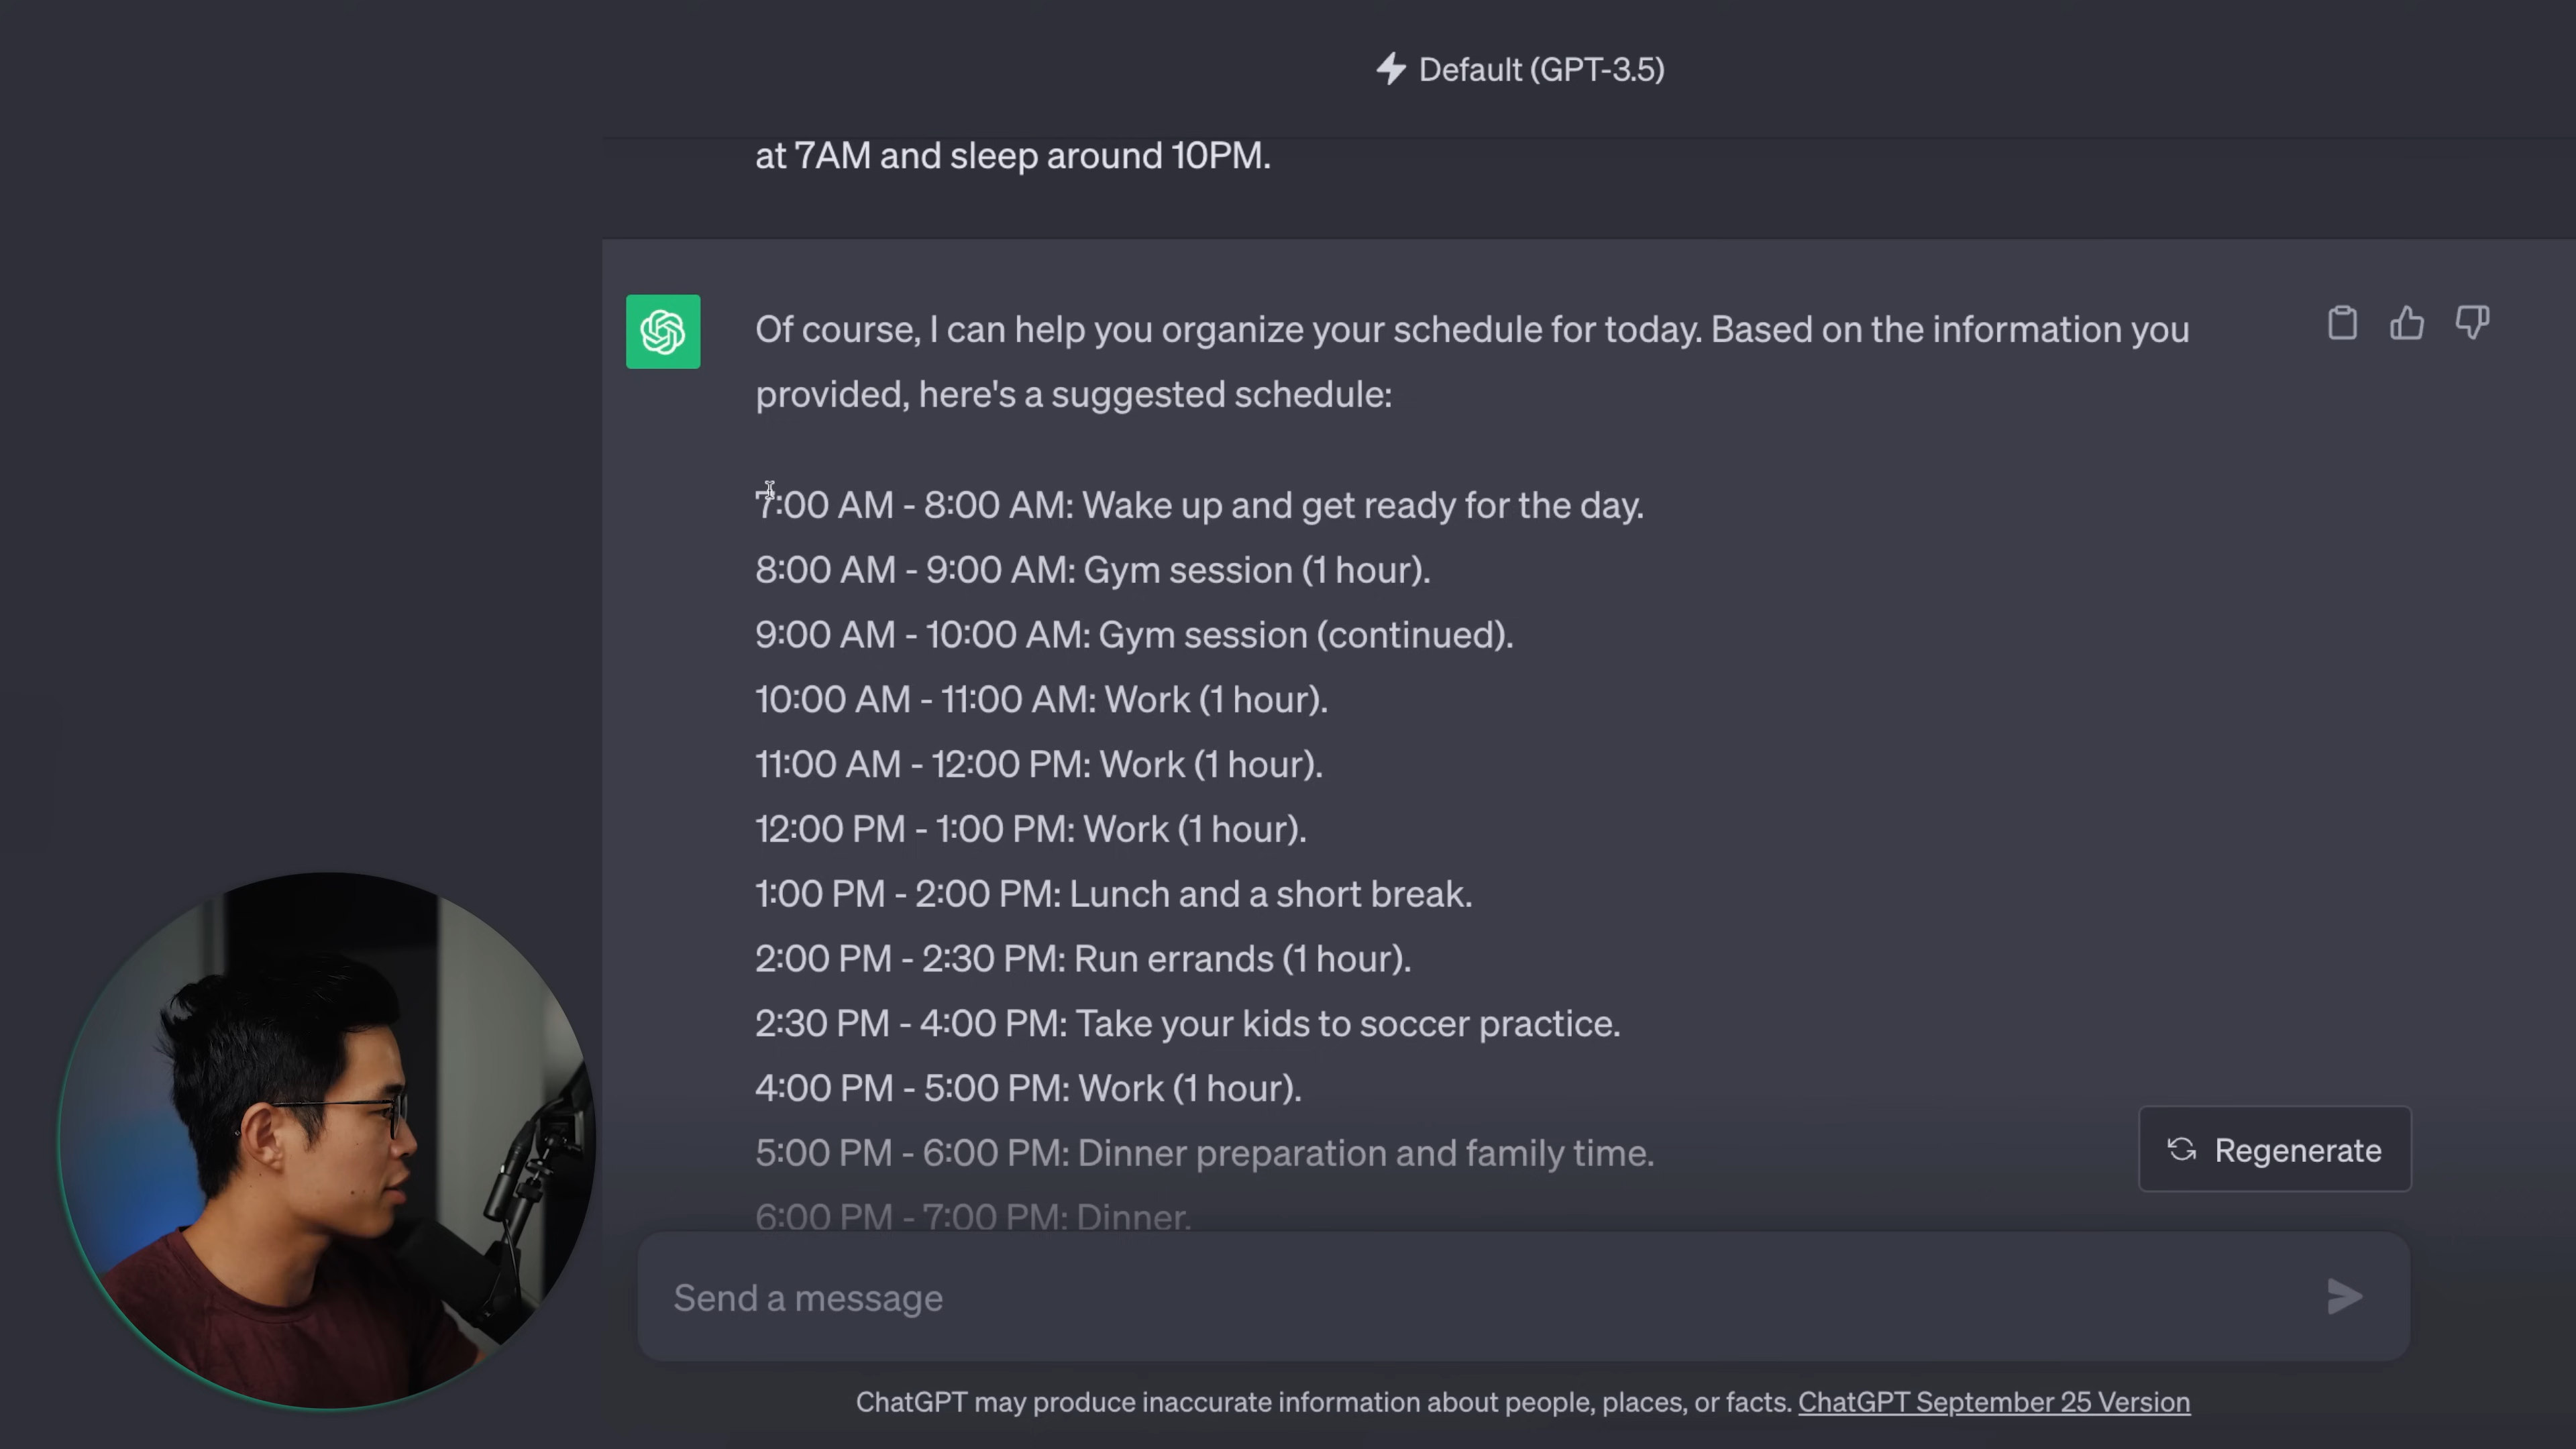 Default (GPT-3.5)
at 7AM and sleep around 10PM.
Of course, I can help you organize your schedule for today. Based on the information you
provided, here's a suggested schedule:
7:00 AM - 8:00 AM: Wake up and get ready for the day.
8:00 AM - 9:00 AM: Gym session (1 hour).
9:00 AM - 10:00 AM: Gym session (continued).
10:00 AM - 11:00 AM: Work (1 hour).
11:00 AM - 12:00 PM: Work (1 hour).
12:00 PM - 1:00 PM: Work (1 hour).
1:00 PM - 2:00 PM: Lunch and a short break.
2:00 PM - 2:30 PM: Run errands (1 hour).
2:30 PM - 4:00 PM: Take your kids to soccer practice.
4:00 PM - 5:00 PM: Work (1 hour).
5:00 PM - 6:00 PM: Dinner preparation and family time.
6:00 PM - 7:00 PM: Dinner.
Regenerate
Send a message
ChatGPT may produce inaccurate information about people, places, or facts. ChatGPT September 25 Version